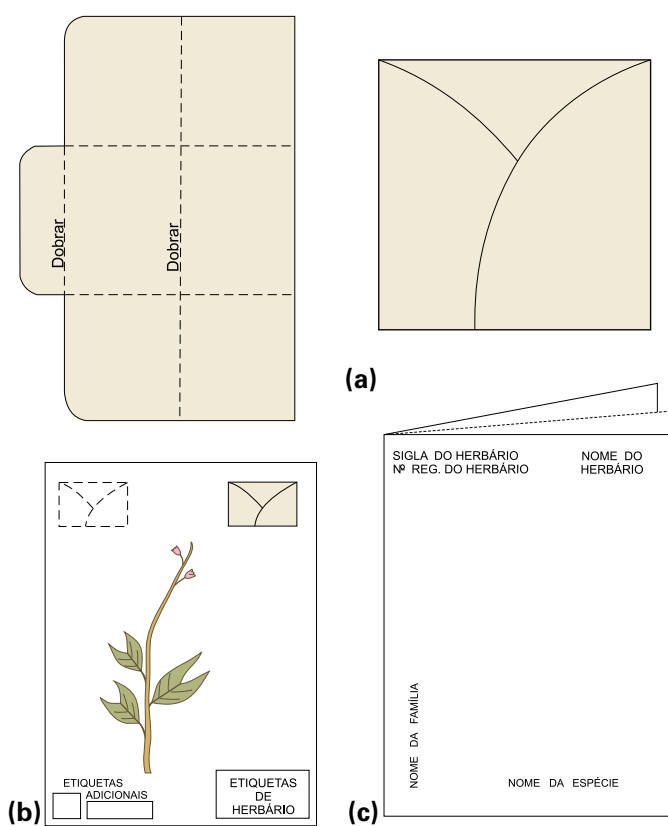 Dobrar
Dobrar
(a)
SIGLA DO HERBÁRIO
Nº REG. DO HERBÁRIO
NOME DO
HERBÁRIO
NOME DA FAMÍLIA
NOME DA ESPÉCIE
ETIQUETAS
ADICIONAIS
ETIQUETAS
DE
HERBÁRIO
(b)
(c)